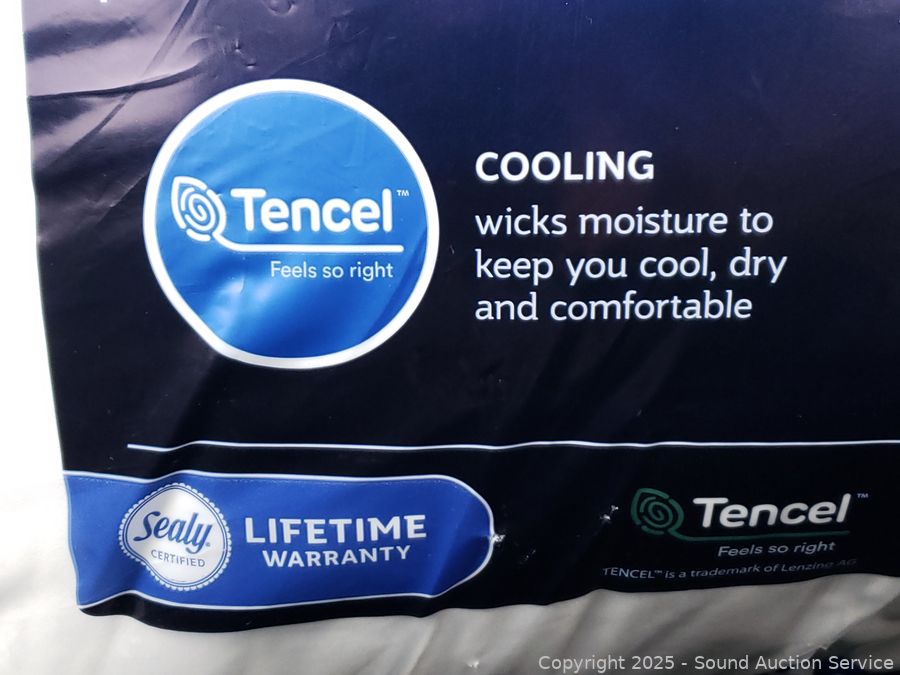 Tencel™
Feels so right
COOLING
wicks moisture to
keep you cool, dry
and comfortable
Sealy®
CERTIFIED
LIFETIME
WARRANTY
Tencel™
Feels so right
TENCEL™ is a trademark of Lenzing AG
Copyright 2025 - Sound Auction Service